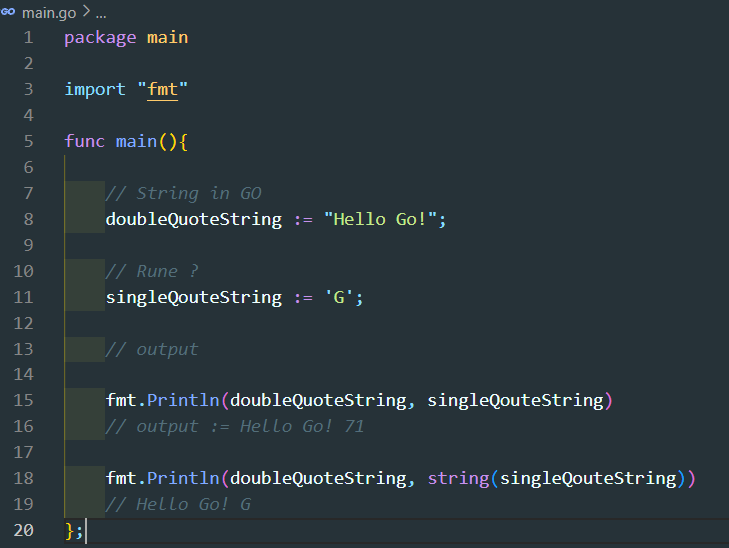 main.go > ...
1 package main
2
3 import "fmt"
4
5 func main(){
6
7 // String in GO
8 doubleQuoteString := "Hello Go!";
9
10 // Rune ?
11 singleQouteString := 'G';
12
13 // output
14
15 fmt.Println(doubleQuoteString, singleQouteString)
16 // output := Hello Go! 71
17
18 fmt.Println(doubleQuoteString, string(singleQouteString))
19 // Hello Go! G
20 };